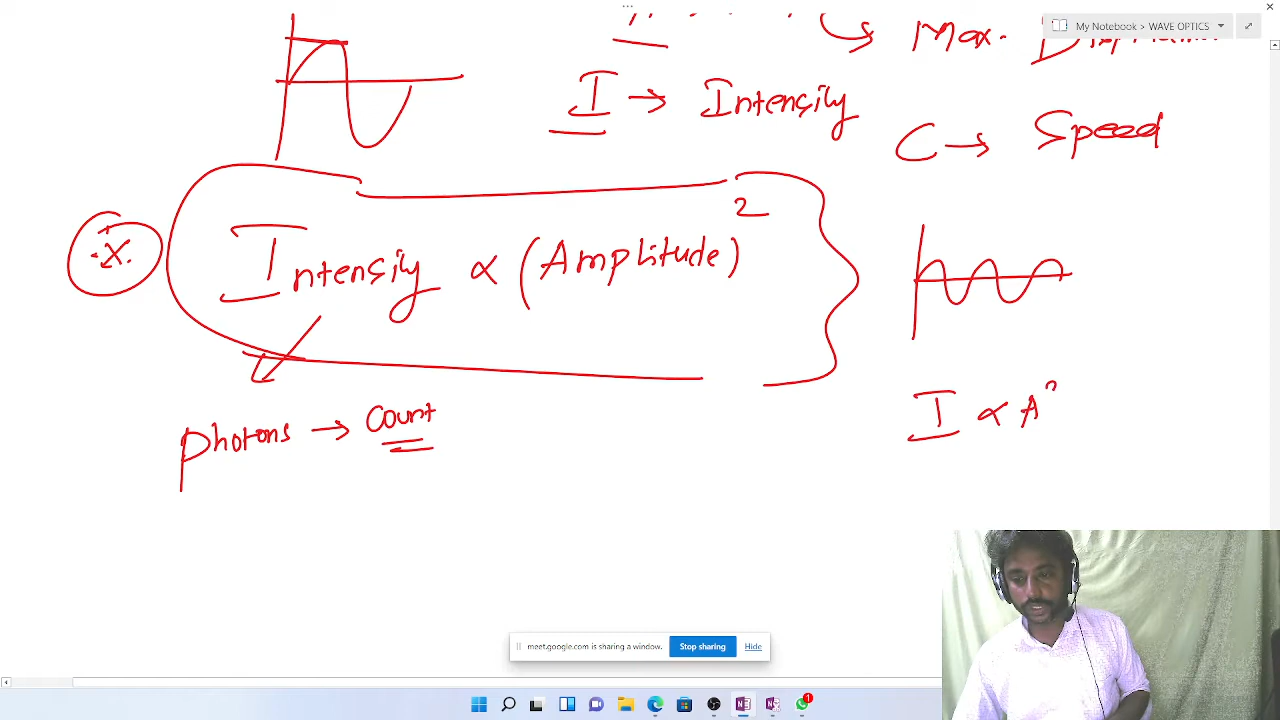 My Notebook > WAVE OPTICS
Max.
I → Intensity
C → Speed
Intensity ∝ (Amplitude)²
photons → count
I ∝ A²
meet.google.com is sharing a window.
Stop sharing
Hide
1